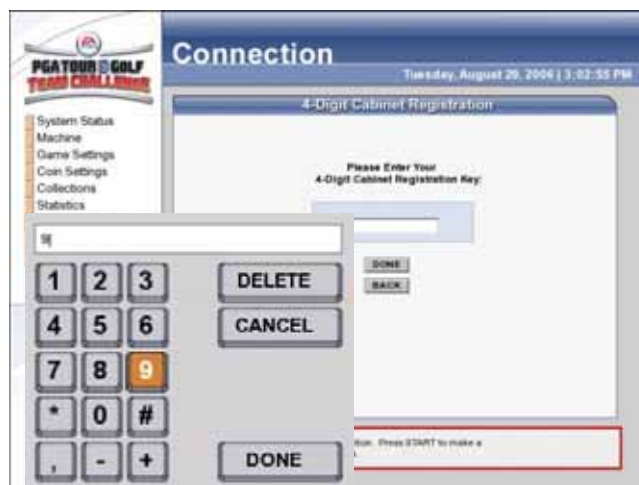 PGA TOUR GOLF
TEAM CHALLENGE
Connection
Tuesday, August 29, 2006 | 3:02:55 PM
4-Digit Cabinet Registration
System Status
Machine
Game Settings
Coin Settings
Collections
Statistics
Please Enter Your
4-Digit Cabinet Registration Key:
DONE
BACK
9
1 2 3 DELETE
4 5 6 CANCEL
7 8 9
* 0 #
, - + DONE
Press START to make a